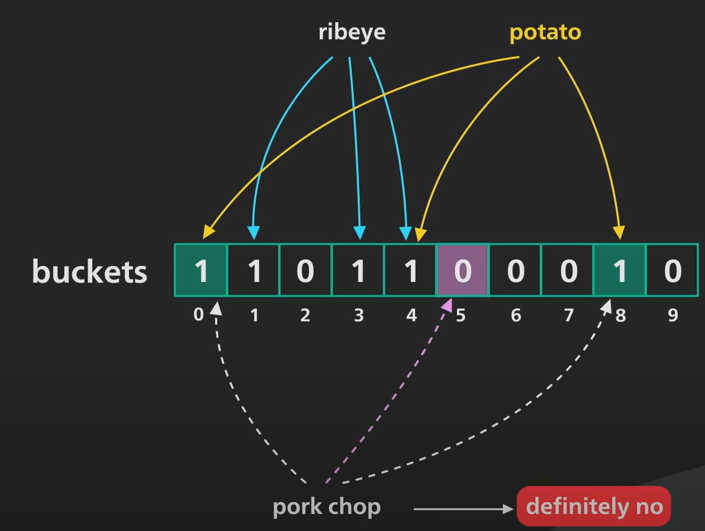 ribeye potato
buckets 1 1 0 1 1 0 0 0 1 0
0 1 2 3 4 5 6 7 8 9
pork chop definitely no